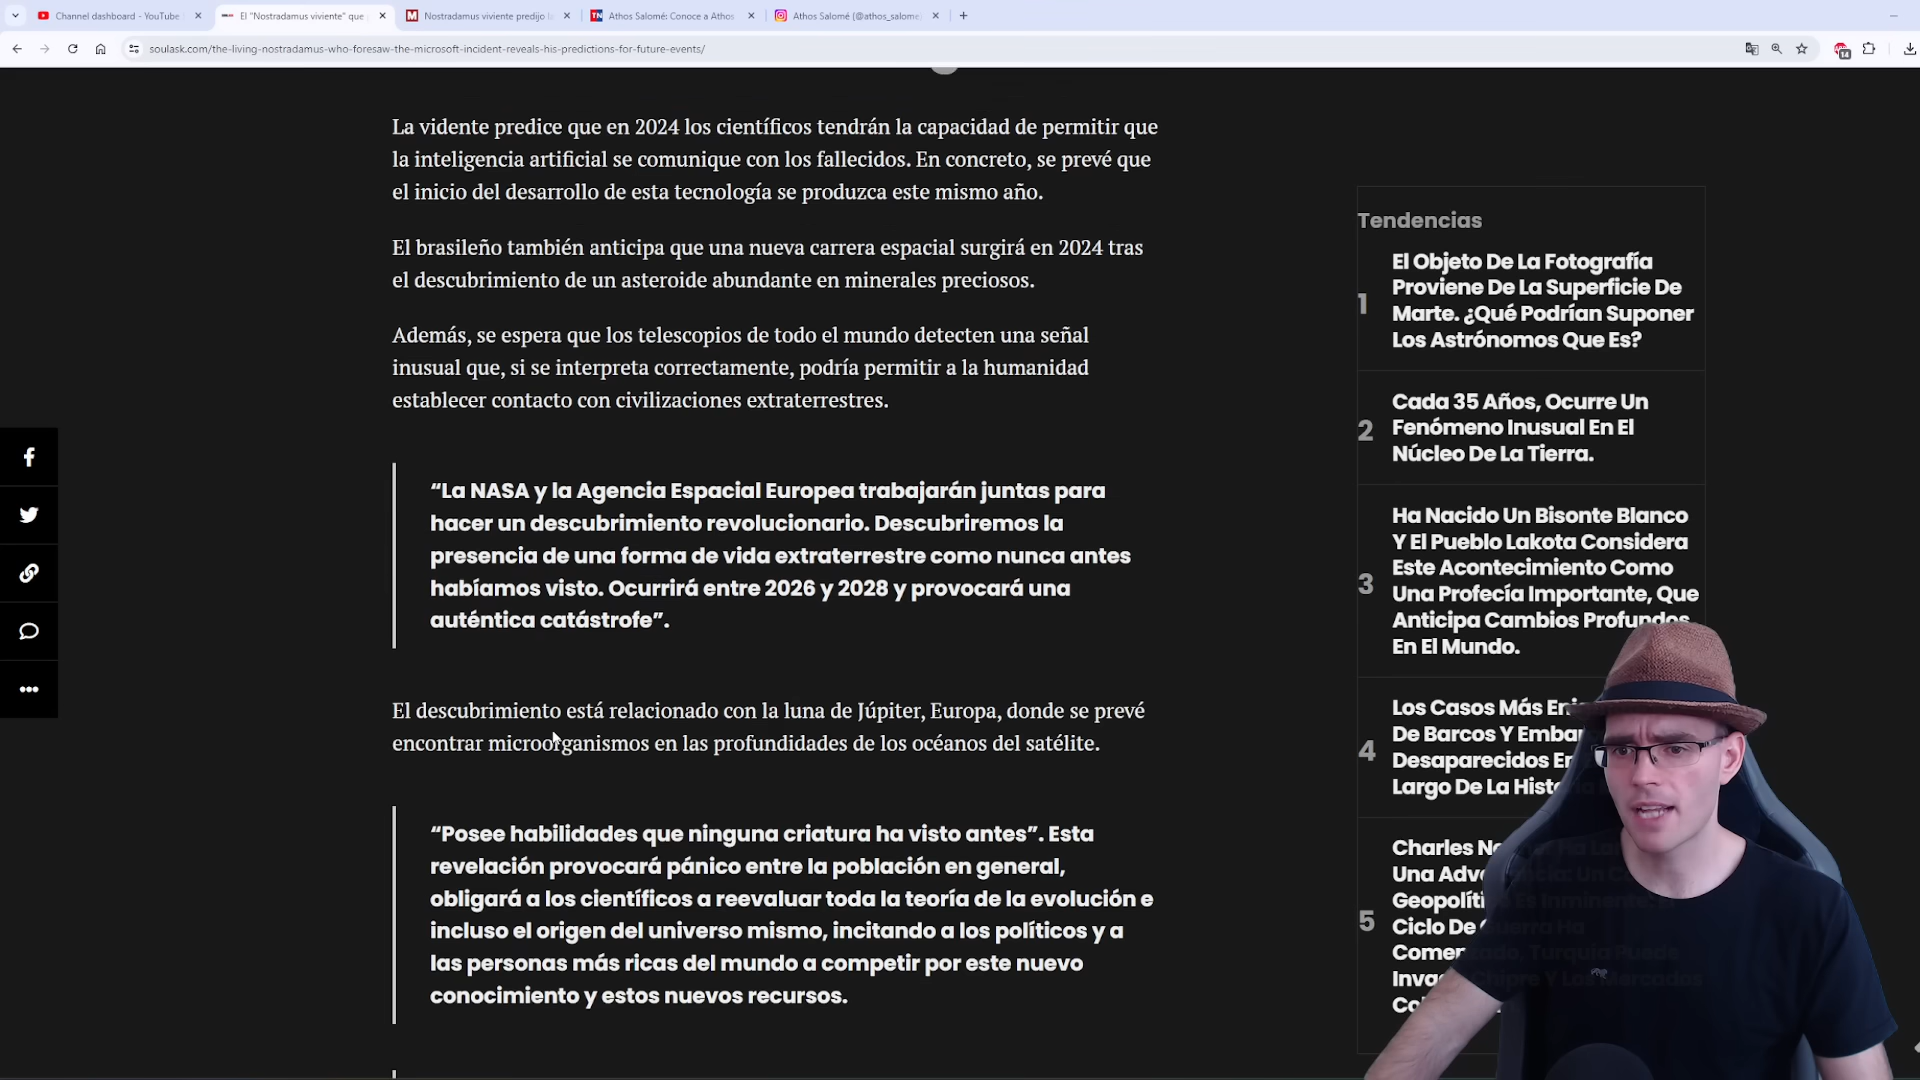 Channel dashboard - YouTube
El "Nostradamus viviente" que
Nostradamus viviente predijo l
Athos Salomé: Conoce a Athos
Athos Salomé (@athos_salome
soulask.com/the-living-nostradamus-who-foresaw-the-microsoft-incident-reveals-his-predictions-for-future-events/
14
La vidente predice que en 2024 los científicos tendrán la capacidad de permitir que
la inteligencia artificial se comunique con los fallecidos. En concreto, se prevé que
el inicio del desarrollo de esta tecnología se produzca este mismo año.
El brasileño también anticipa que una nueva carrera espacial surgirá en 2024 tras
el descubrimiento de un asteroide abundante en minerales preciosos.
Además, se espera que los telescopios de todo el mundo detecten una señal
inusual que, si se interpreta correctamente, podría permitir a la humanidad
establecer contacto con civilizaciones extraterrestres.
“La NASA y la Agencia Espacial Europea trabajarán juntas para
hacer un descubrimiento revolucionario. Descubriremos la
presencia de una forma de vida extraterrestre como nunca antes
habíamos visto. Ocurrirá entre 2026 y 2028 y provocará una
auténtica catástrofe”.
El descubrimiento está relacionado con la luna de Júpiter, Europa, donde se prevé
encontrar microorganismos en las profundidades de los océanos del satélite.
“Posee habilidades que ninguna criatura ha visto antes”. Esta
revelación provocará pánico entre la población en general,
obligará a los científicos a reevaluar toda la teoría de la evolución e
incluso el origen del universo mismo, incitando a los políticos y a
las personas más ricas del mundo a competir por este nuevo
conocimiento y estos nuevos recursos.
Tendencias
1
El Objeto De La Fotografía
Proviene De La Superficie De
Marte. ¿Qué Podrían Suponer
Los Astrónomos Que Es?
2
Cada 35 Años, Ocurre Un
Fenómeno Inusual En El
Núcleo De La Tierra.
3
Ha Nacido Un Bisonte Blanco
Y El Pueblo Lakota Considera
Este Acontecimiento Como
Una Profecía Importante, Que
Anticipa Cambios Profundos
En El Mundo.
4
Los Casos Más
De Barcos Y
Desaparecidos
Largo De La
5
Charles
Una
Ciclo De